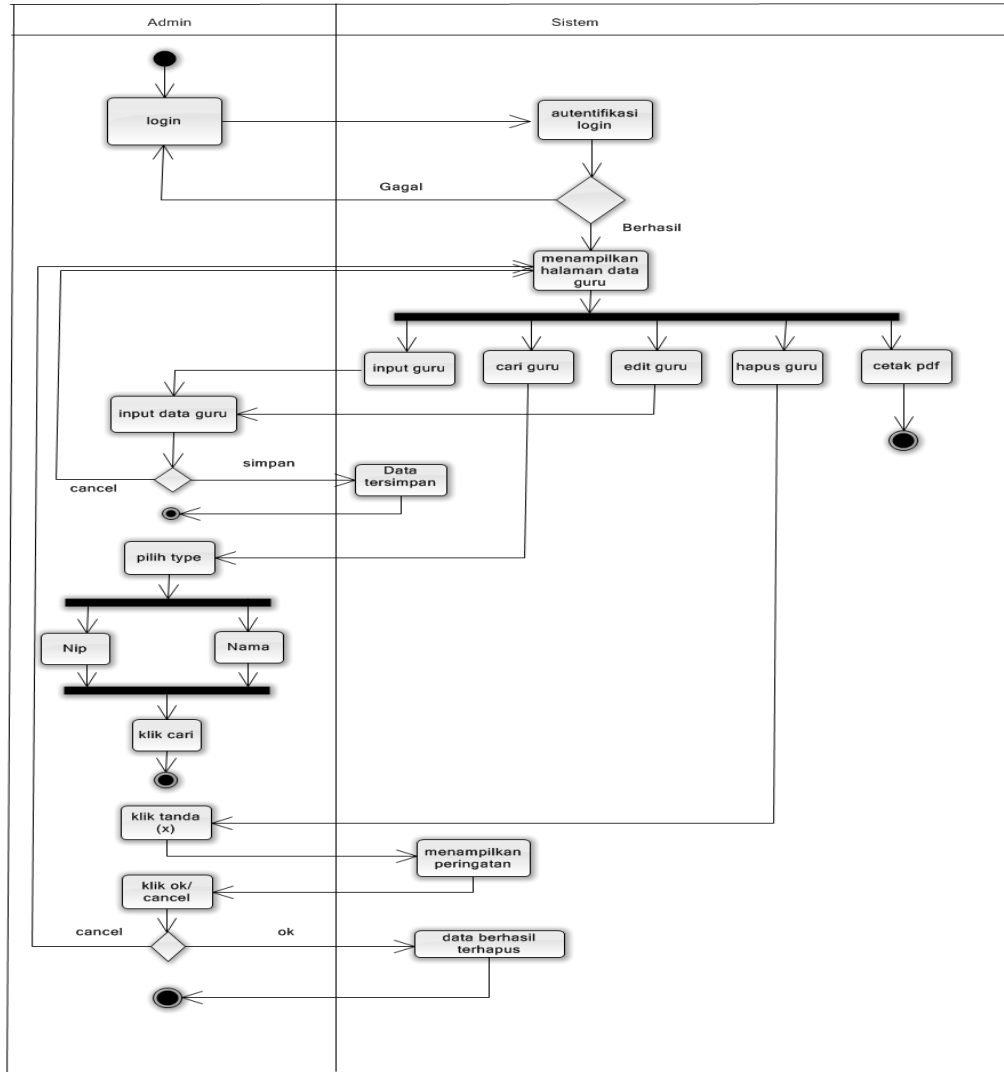 Admin
Sistem
login
autentifikasi
login
Gagal
Berhasil
menampilkan
halaman data
guru
input guru
cari guru
edit guru
hapus guru
cetak pdf
input data guru
simpan
cancel
Data
tersimpan
pilih type
Nip
Nama
klik cari
klik tanda
(x)
menampilkan
peringatan
klik ok/
cancel
cancel
ok
data berhasil
terhapus